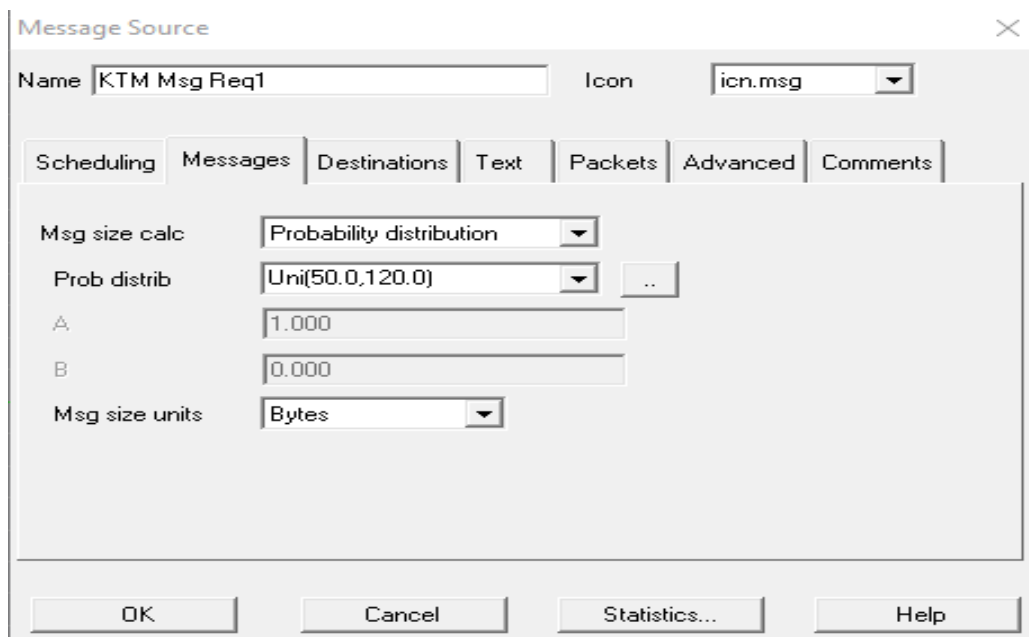 Message Source
Name KTM Msg Req1 Icon icn.msg
Scheduling Messages Destinations Text Packets Advanced Comments
Msg size calc Probability distribution
Prob distrib Uni(50.0,120.0) ..
A 1.000
B 0.000
Msg size units Bytes
OK Cancel Statistics... Help